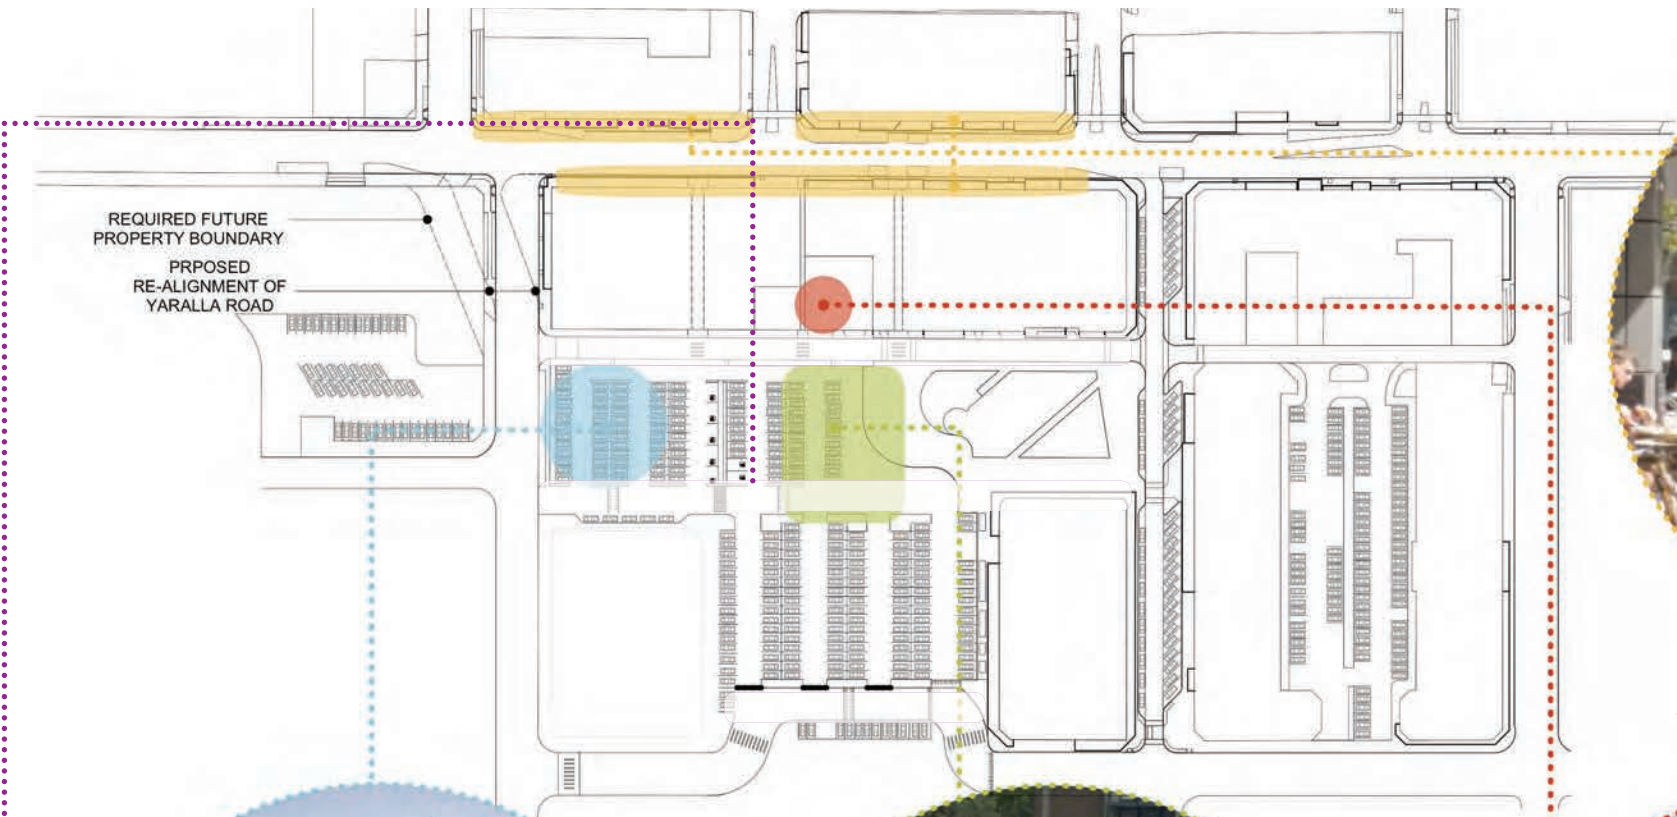 REQUIRED FUTURE
PROPERTY BOUNDARY
PRPOSED
RE-ALIGNMENT OF
YARALLA ROAD